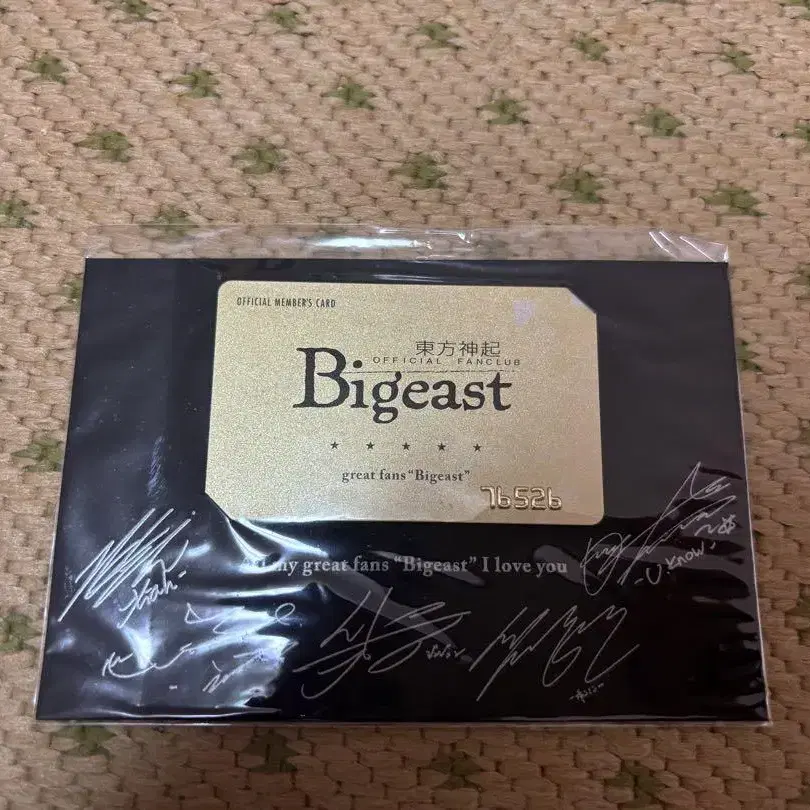 OFFICIAL MEMBER'S CARD
東方神起
OFFICIAL FANCLUB
Bigeast
★ ★ ★ ★ ★
great fans "Bigeast"
76526
my great fans "Bigeast" I love you
-U.know-